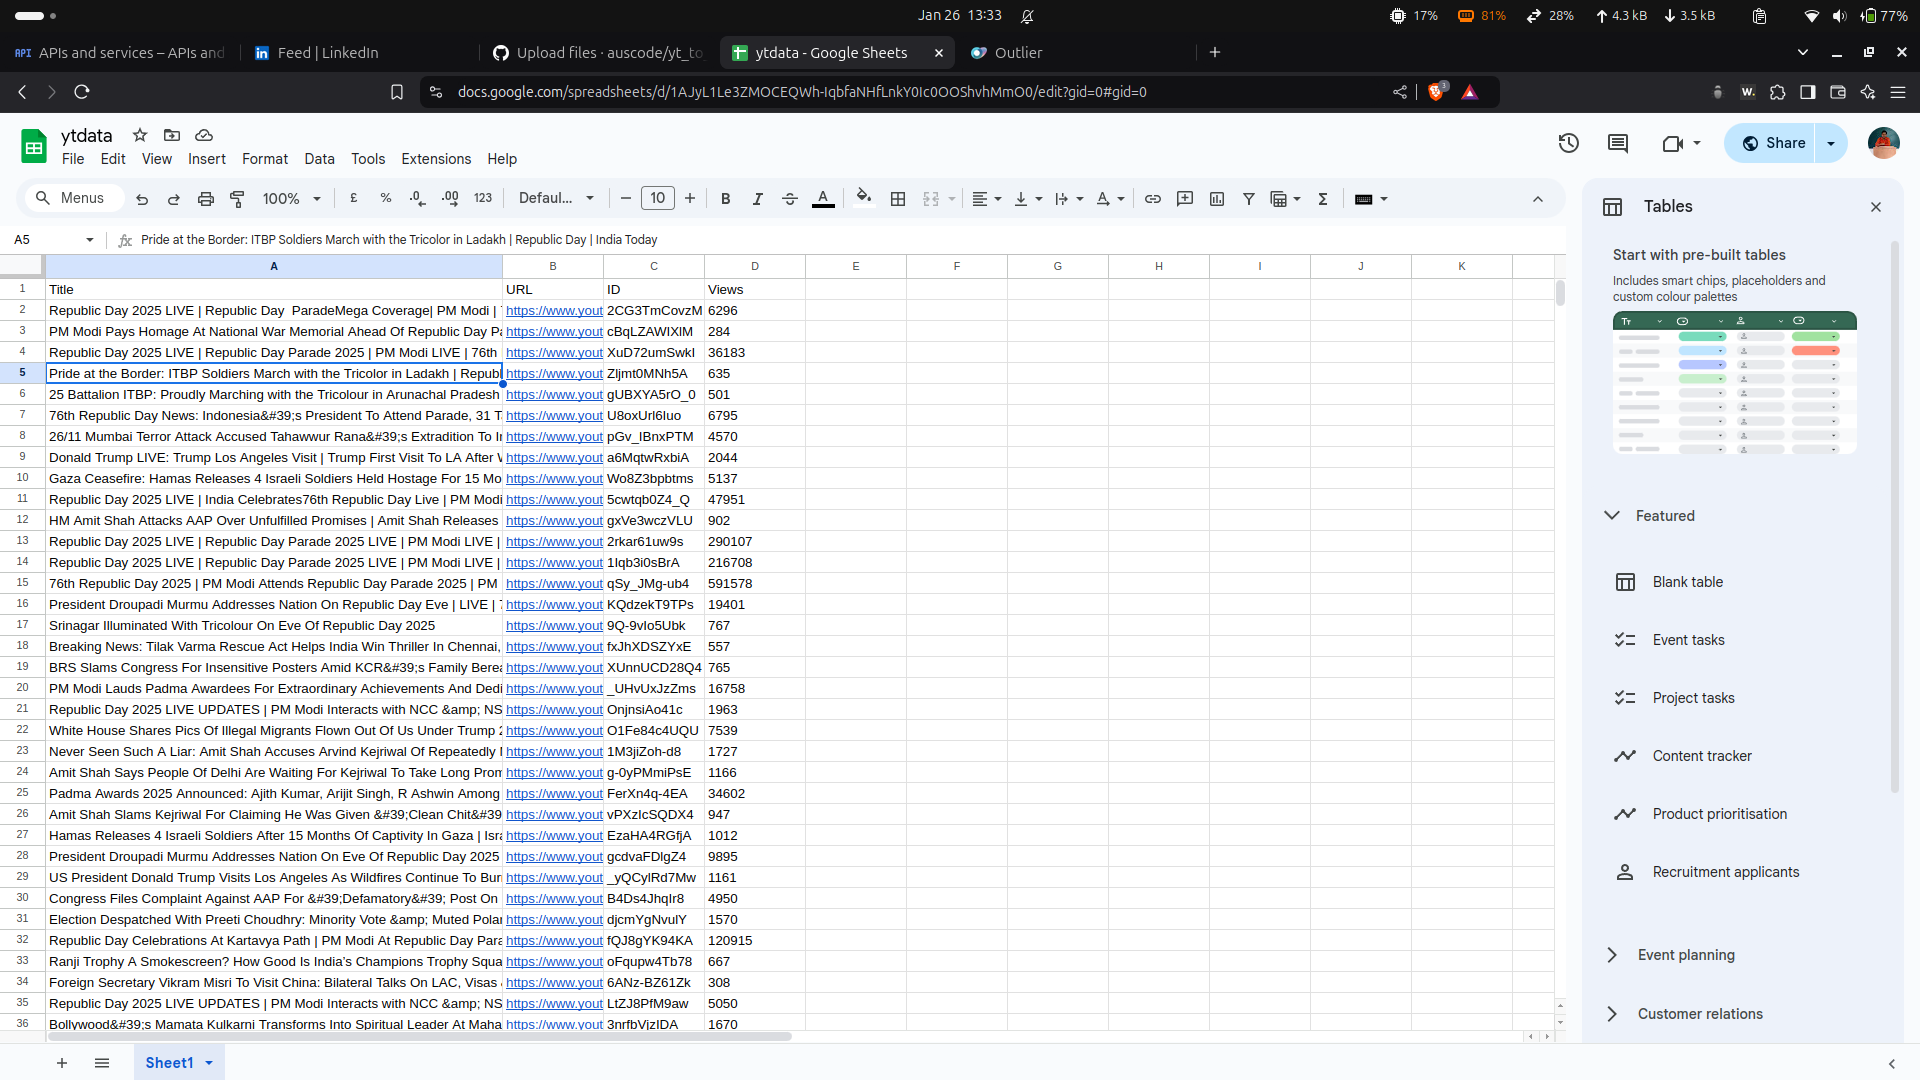 Jan 26 13:33
17% 81% 28% 4.3 kB 3.5 kB 77%
API APIs and services – APIs and
Feed | LinkedIn
Upload files · auscode/yt_to_
ytdata - Google Sheets
Outlier
docs.google.com/spreadsheets/d/1AJyL1Le3ZMOCEQWh-IqbfaNHfLnkY0Ic0OOShvhMmO0/edit?gid=0#gid=0
3
W.
ytdata
File Edit View Insert Format Data Tools Extensions Help
Share
Menus 100% £ % .0 .00 123 Defaul... 10 B I A Σ
A5 fx Pride at the Border: ITBP Soldiers March with the Tricolor in Ladakh | Republic Day | India Today
A B C D E F G H I J K
1 Title URL ID Views
2 Republic Day 2025 LIVE | Republic Day ParadeMega Coverage| PM Modi | https://www.yout 2CG3TmCovzM 6296
3 PM Modi Pays Homage At National War Memorial Ahead Of Republic Day Pa https://www.yout cBqLZAWIXlM 284
4 Republic Day 2025 LIVE | Republic Day Parade 2025 | PM Modi LIVE | 76th https://www.yout XuD72umSwkI 36183
5 Pride at the Border: ITBP Soldiers March with the Tricolor in Ladakh | Republ https://www.yout Zljmt0MNh5A 635
6 25 Battalion ITBP: Proudly Marching with the Tricolour in Arunachal Pradesh https://www.yout gUBXYA5rO_0 501
7 76th Republic Day News: Indonesia&#39;s President To Attend Parade, 31 T https://www.yout U8oxUrl6Iuo 6795
8 26/11 Mumbai Terror Attack Accused Tahawwur Rana&#39;s Extradition To In https://www.yout pGv_IBnxPTM 4570
9 Donald Trump LIVE: Trump Los Angeles Visit | Trump First Visit To LA After W https://www.yout a6MqtwRxbiA 2044
10 Gaza Ceasefire: Hamas Releases 4 Israeli Soldiers Held Hostage For 15 Mo https://www.yout Wo8Z3bpbtms 5137
11 Republic Day 2025 LIVE | India Celebrates76th Republic Day Live | PM Modi https://www.yout 5cwtqb0Z4_Q 47951
12 HM Amit Shah Attacks AAP Over Unfulfilled Promises | Amit Shah Releases https://www.yout gxVe3wczVLU 902
13 Republic Day 2025 LIVE | Republic Day Parade 2025 LIVE | PM Modi LIVE | https://www.yout 2rkar61uw9s 290107
14 Republic Day 2025 LIVE | Republic Day Parade 2025 LIVE | PM Modi LIVE | https://www.yout 1Iqb3i0sBrA 216708
15 76th Republic Day 2025 | PM Modi Attends Republic Day Parade 2025 | PM https://www.yout qSy_JMg-ub4 591578
16 President Droupadi Murmu Addresses Nation On Republic Day Eve | LIVE | 7 https://www.yout KQdzekT9TPs 19401
17 Srinagar Illuminated With Tricolour On Eve Of Republic Day 2025 https://www.yout 9Q-9vIo5Ubk 767
18 Breaking News: Tilak Varma Rescue Act Helps India Win Thriller In Chennai, https://www.yout fxJhXDSZYxE 557
19 BRS Slams Congress For Insensitive Posters Amid KCR&#39;s Family Berea https://www.yout XUnnUCD28Q4 765
20 PM Modi Lauds Padma Awardees For Extraordinary Achievements And Dedi https://www.yout _UHvUxJzZms 16758
21 Republic Day 2025 LIVE UPDATES | PM Modi Interacts with NCC &amp; NS https://www.yout OnjnsiAo41c 1963
22 White House Shares Pics Of Illegal Migrants Flown Out Of Us Under Trump 2 https://www.yout O1Fe84c4UQU 7539
23 Never Seen Such A Liar: Amit Shah Accuses Arvind Kejriwal Of Repeatedly https://www.yout 1M3jiZoh-d8 1727
24 Amit Shah Says People Of Delhi Are Waiting For Kejriwal To Take Long Prom https://www.yout g-0yPMmiPsE 1166
25 Padma Awards 2025 Announced: Ajith Kumar, Arijit Singh, R Ashwin Among https://www.yout FerXn4q-4EA 34602
26 Amit Shah Slams Kejriwal For Claiming He Was Given &#39;Clean Chit&#39 https://www.yout vPXzIcSQDX4 947
27 Hamas Releases 4 Israeli Soldiers After 15 Months Of Captivity In Gaza | Isra https://www.yout EzaHA4RGfjA 1012
28 President Droupadi Murmu Addresses Nation On Eve Of Republic Day 2025 https://www.yout gcdvaFDlgZ4 9895
29 US President Donald Trump Visits Los Angeles As Wildfires Continue To Bur https://www.yout _yQCylRd7Mw 1161
30 Congress Files Complaint Against AAP For &#39;Defamatory&#39; Post On https://www.yout B4Ds4JhqIr8 4950
31 Election Despatched With Preeti Choudhry: Minority Vote &amp; Muted Polar https://www.yout djcmYgNvulY 1570
32 Republic Day Celebrations At Kartavya Path | PM Modi At Republic Day Para https://www.yout fQJ8gYK94KA 120915
33 Ranji Trophy A Smokescreen? How Good Is India's Champions Trophy Squa https://www.yout oFqupw4Tb78 667
34 Foreign Secretary Vikram Misri To Visit China: Bilateral Talks On LAC, Visas https://www.yout 6ANz-BZ61Zk 308
35 Republic Day 2025 LIVE UPDATES | PM Modi Interacts with NCC &amp; NS https://www.yout LtZJ8PfM9aw 5050
36 Bollywood&#39;s Mamata Kulkarni Transforms Into Spiritual Leader At Maha https://www.yout 3nrfbVjzIDA 1670
Sheet1
Tables
Start with pre-built tables
Includes smart chips, placeholders and
custom colour palettes
Featured
Blank table
Event tasks
Project tasks
Content tracker
Product prioritisation
Recruitment applicants
Event planning
Customer relations